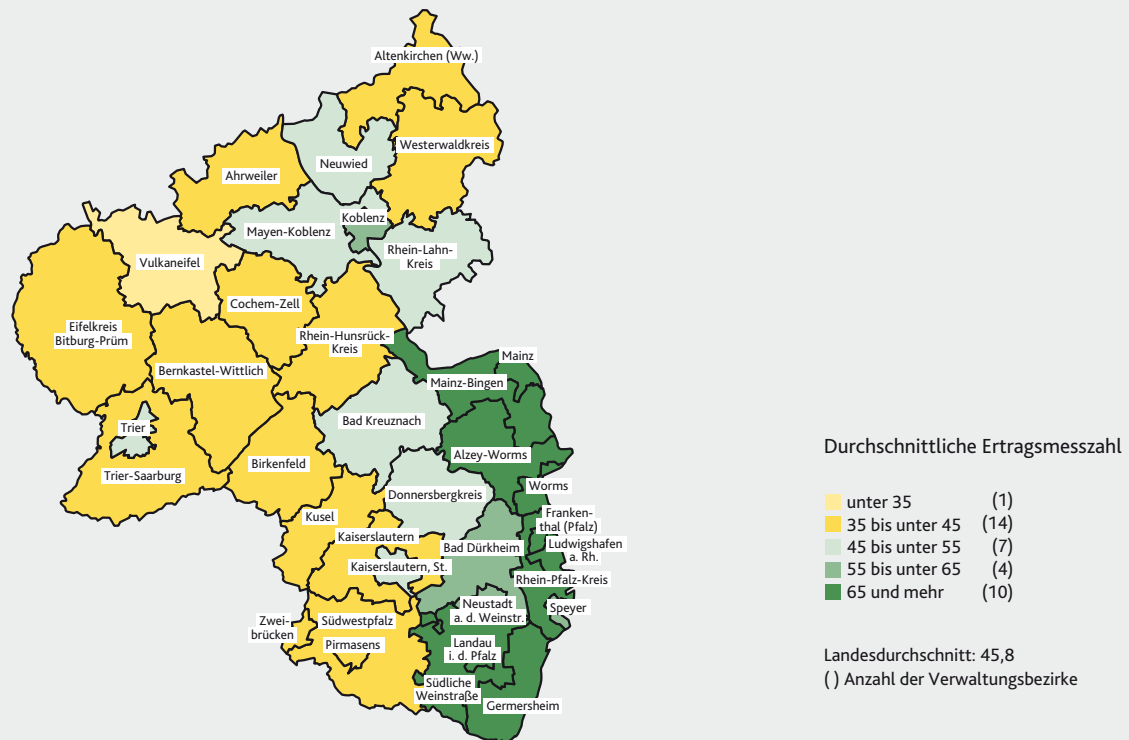 Altenkirchen (Ww.)
Westerwaldkreis
Neuwied
Ahrweiler
Koblenz
Mayen-Koblenz
Rhein-Lahn-
Kreis
Vulkaneifel
Cochem-Zell
Eifelkreis
Bitburg-Prüm
Rhein-Hunsrück-
Kreis
Mainz
Bernkastel-Wittlich
Mainz-Bingen
Bad Kreuznach
Trier
Alzey-Worms
Birkenfeld
Trier-Saarburg
Worms
Donnersbergkreis
Kusel
Franken-
thal (Pfalz)
Kaiserslautern
Ludwigshafen
a. Rh.
Bad Dürkheim
Kaiserslautern, St.
Rhein-Pfalz-Kreis
Neustadt
a. d. Weinstr.
Speyer
Zwei-
brücken
Südwestpfalz
Pirmasens
Landau
i. d. Pfalz
Südliche
Weinstraße
Germersheim
Durchschnittliche Ertragsmesszahl
unter 35 (1)
35 bis unter 45 (14)
45 bis unter 55 (7)
55 bis unter 65 (4)
65 und mehr (10)
Landesdurchschnitt: 45,8
( ) Anzahl der Verwaltungsbezirke